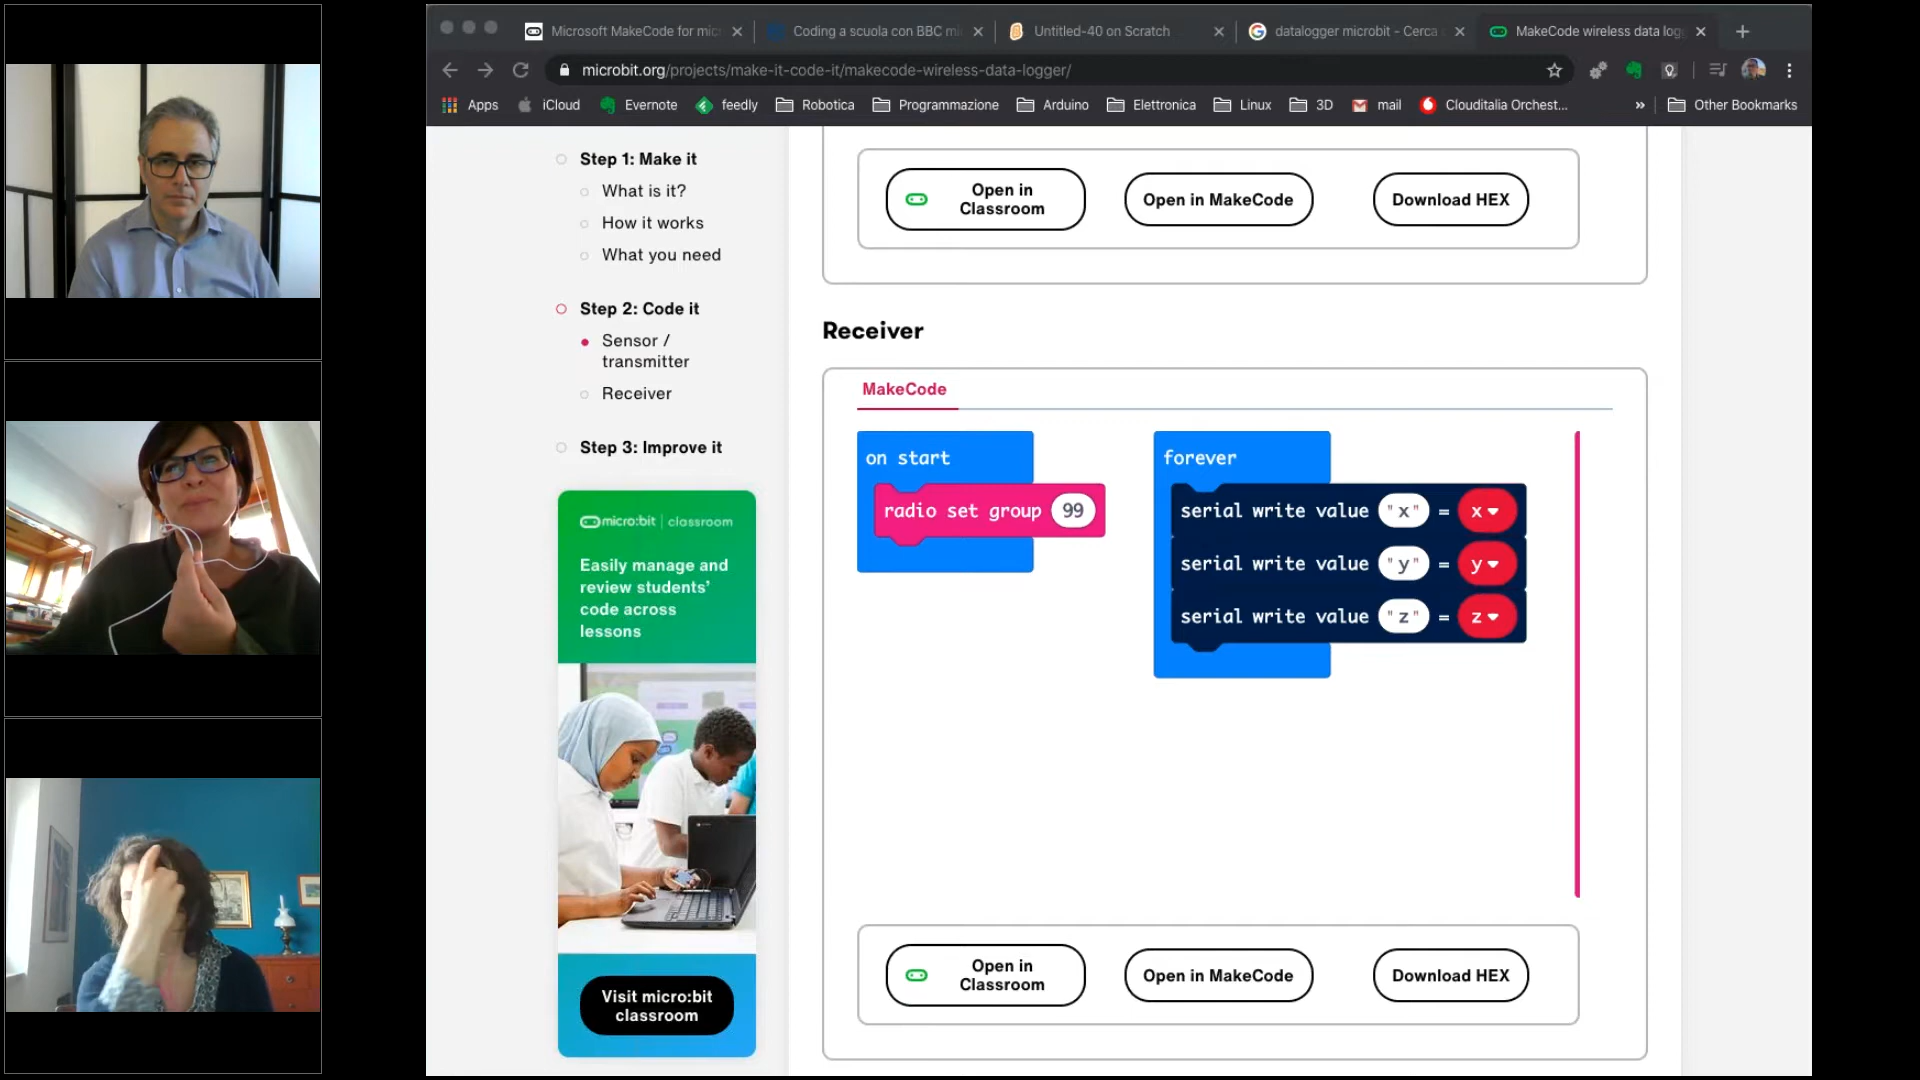 Microsoft MakeCode for mic
Coding a scuola con BBC mi
Untitled-40 on Scratch
datalogger microbit - Cerca
MakeCode wireless data log
microbit.org/projects/make-it-code-it/makecode-wireless-data-logger/
Apps
iCloud
Evernote
feedly
Robotica
Programmazione
Arduino
Elettronica
Linux
3D
mail
Clouditalia Orchest...
»
Other Bookmarks
Step 1: Make it
What is it?
How it works
What you need
Step 2: Code it
Sensor /
transmitter
Receiver
Step 3: Improve it
micro:bit | classroom
Easily manage and
review students’
code across
lessons
Visit micro:bit
classroom
Open in
Classroom
Open in MakeCode
Download HEX
Receiver
MakeCode
on start
radio set group 99
forever
serial write value "x" = x
serial write value "y" = y
serial write value "z" = z
Open in
Classroom
Open in MakeCode
Download HEX